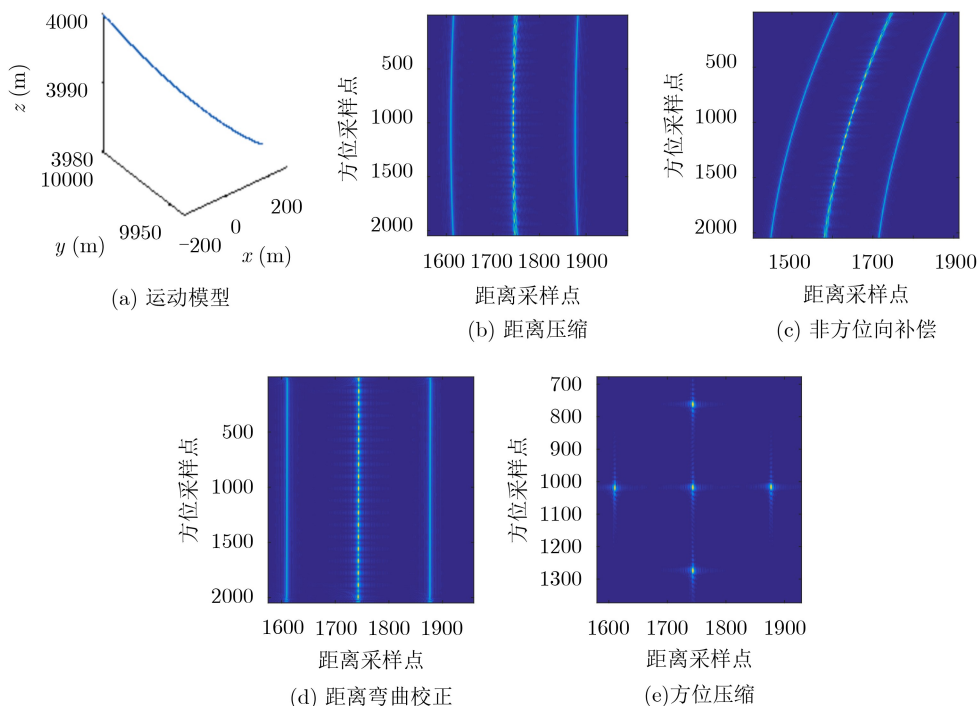 4000
3990
3980
z (m)
10000
9950
y (m)
−200
0
200
x (m)
(a) 运动模型
500
1000
1500
2000
方位采样点
1600 1700 1800 1900
距离采样点
(b) 距离压缩
500
1000
1500
2000
方位采样点
1500 1700 1900
距离采样点
(c) 非方位向补偿
500
1000
1500
2000
方位采样点
1600 1700 1800 1900
距离采样点
(d) 距离弯曲校正
700
800
900
1000
1100
1200
1300
方位采样点
1600 1700 1800 1900
距离采样点
(e)方位压缩